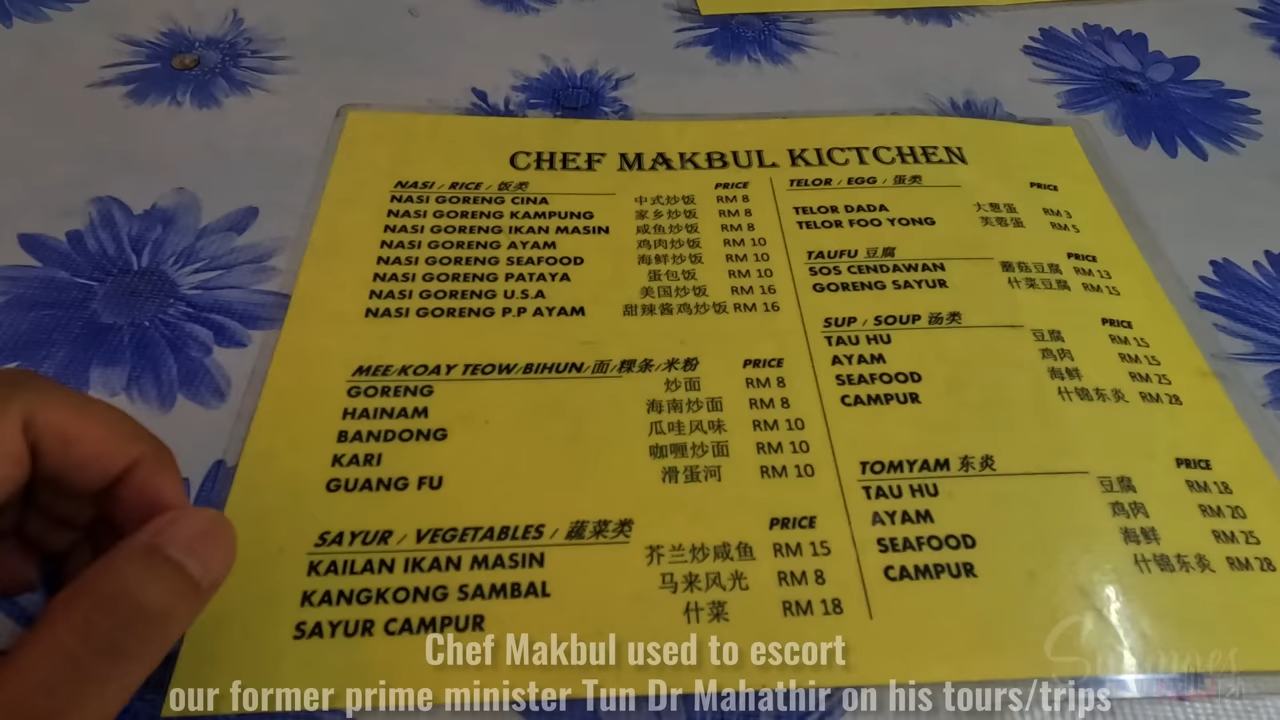 CHEF MAKBUL KICTCHEN
NASI / RICE / 饭类 PRICE
NASI GORENG CINA 中式炒饭 RM 8
NASI GORENG KAMPUNG 家乡炒饭 RM 8
NASI GORENG IKAN MASIN 咸鱼炒饭 RM 8
NASI GORENG AYAM 鸡肉炒饭 RM 10
NASI GORENG SEAFOOD 海鲜炒饭 RM 10
NASI GORENG PATAYA 蛋包饭 RM 10
NASI GORENG U.S.A 美国炒饭 RM 16
NASI GORENG P.P AYAM 甜辣酱鸡炒饭 RM 16
MEE/KOAY TEOW/BIHUN/面/粿条/米粉 PRICE
GORENG 炒面 RM 8
HAINAM 海南炒面 RM 8
BANDONG 瓜哇风味 RM 10
KARI 咖喱炒面 RM 10
GUANG FU 滑蛋河 RM 10
SAYUR / VEGETABLES / 蔬菜类 PRICE
KAILAN IKAN MASIN 芥兰炒咸鱼 RM 15
KANGKONG SAMBAL 马来风光 RM 8
SAYUR CAMPUR 什菜 RM 18
TELOR / EGG / 蛋类 PRICE
TELOR DADA 大葱蛋 RM 3
TELOR FOO YONG 芙蓉蛋 RM 5
TAUFU 豆腐 PRICE
SOS CENDAWAN 蘑菇豆腐 RM 13
GORENG SAYUR 什菜豆腐 RM 15
SUP / SOUP 汤类 PRICE
TAU HU 豆腐 RM 15
AYAM 鸡肉 RM 15
SEAFOOD 海鲜 RM 25
CAMPUR 什锦东炎 RM 28
TOMYAM 东炎 PRICE
TAU HU 豆腐 RM 18
AYAM 鸡肉 RM 20
SEAFOOD 海鲜 RM 25
CAMPUR 什锦东炎 RM 28
Chef Makbul used to escort
our former prime minister Tun Dr Mahathir on his tours/trips